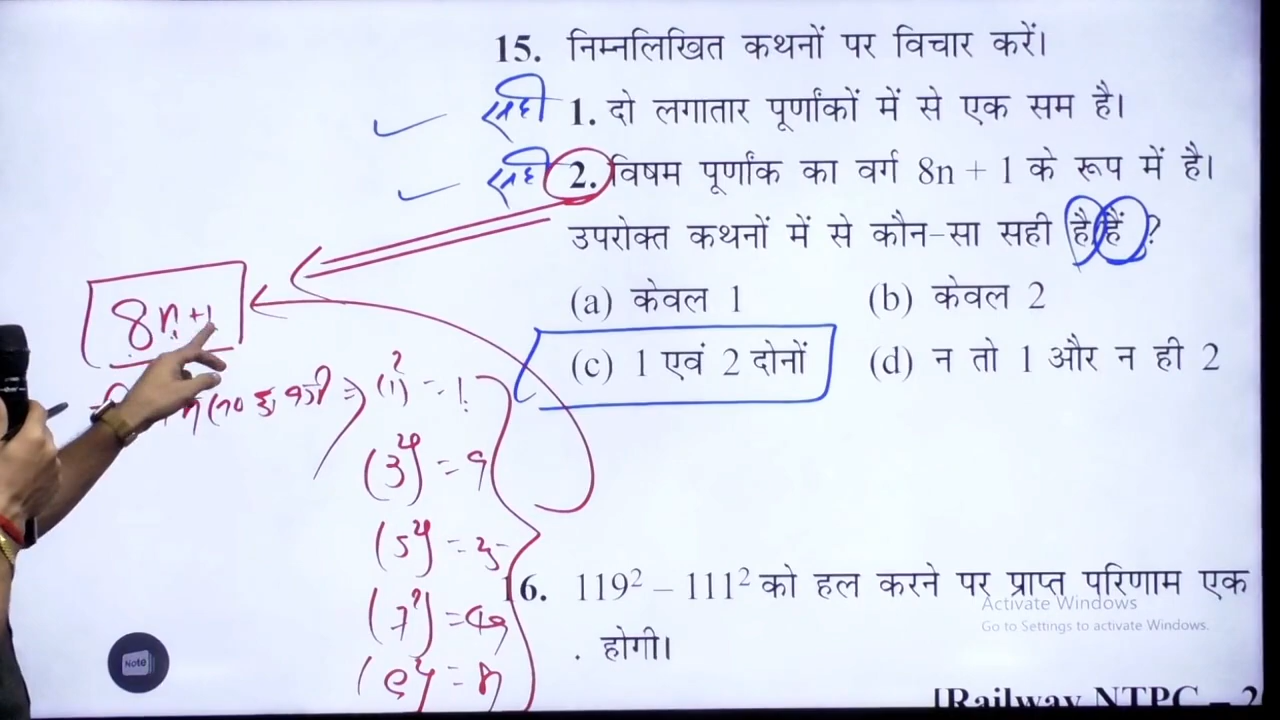 15. निम्नलिखित कथनों पर विचार करें।
सही 1. दो लगातार पूर्णांकों में से एक सम है।
सही 2. विषम पूर्णांक का वर्ग 8n + 1 के रूप में है।
उपरोक्त कथनों में से कौन-सा सही है/हैं ?
(a) केवल 1
(b) केवल 2
(c) 1 एवं 2 दोनों
(d) न तो 1 और न ही 2
8n+1
(1)² = 1
(3)² = 9
(5)² =
(7)² = 49
16. 119² – 111² को हल करने पर प्राप्त परिणाम एक
. होगी।
Activate Windows
Go to Settings to activate Windows.
Note
[Railway NTPC – 2